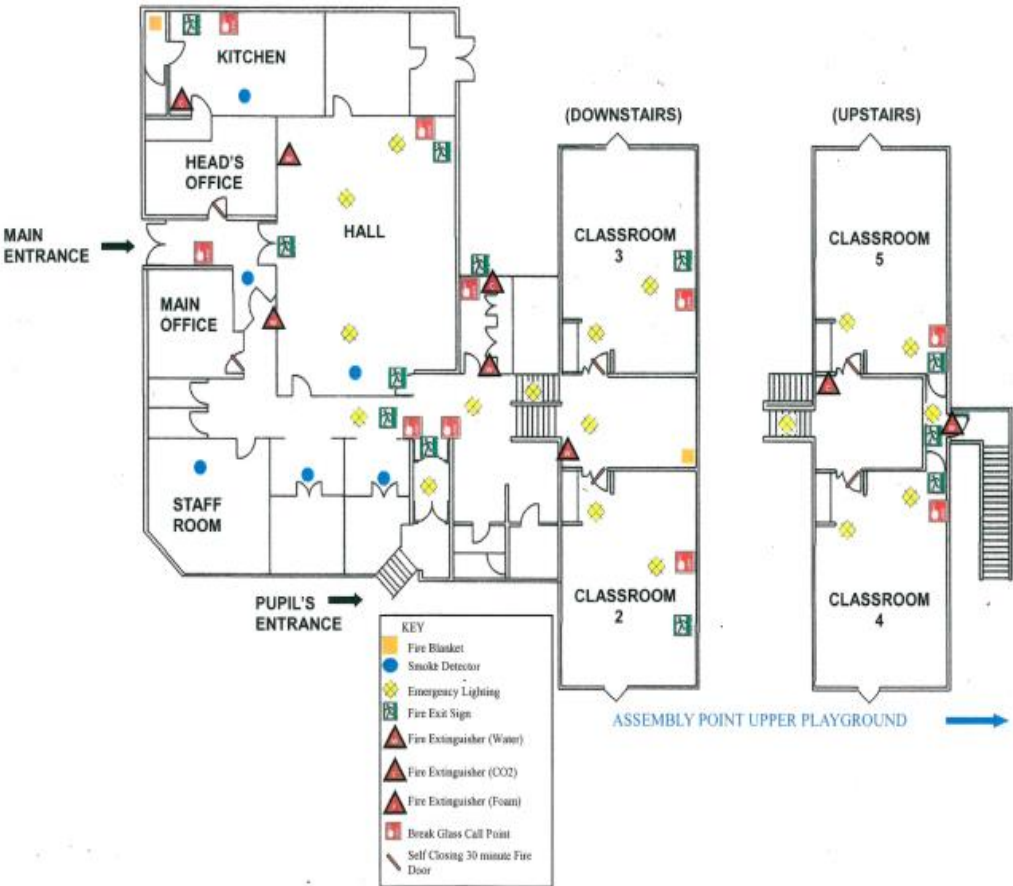 KITCHEN
(DOWNSTAIRS)
(UPSTAIRS)
HEAD'S
OFFICE
MAIN
ENTRANCE
HALL
CLASSROOM
3
CLASSROOM
5
MAIN
OFFICE
STAFF
ROOM
PUPIL'S
ENTRANCE
CLASSROOM
2
CLASSROOM
4
KEY
Fire Blanket
Smoke Detector
Emergency Lighting
Fire Exit Sign
Fire Extinguisher (Water)
Fire Extinguisher (CO2)
Fire Extinguisher (Foam)
Break Glass Call Point
Self Closing 30 minute Fire
Door
ASSEMBLY POINT UPPER PLAYGROUND